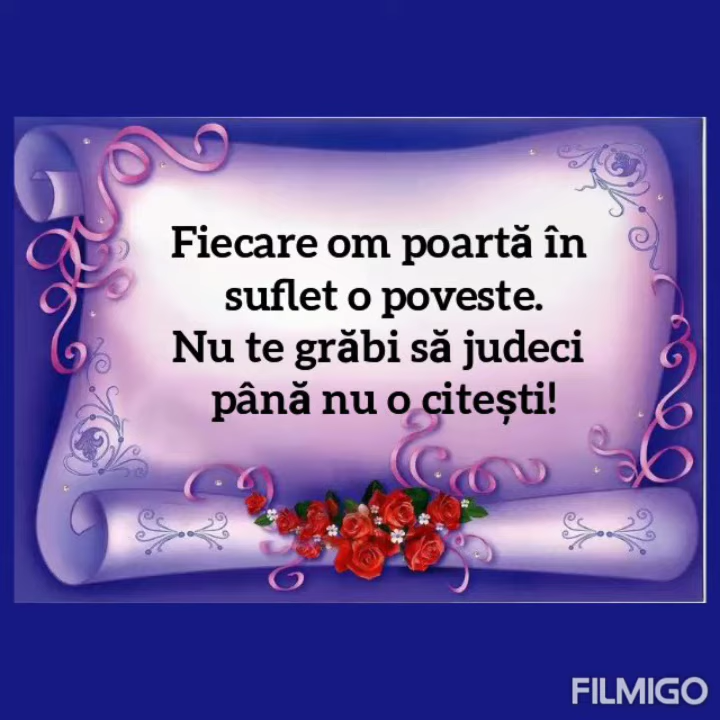 Fiecare om poartă în
suflet o poveste.
Nu te grăbi să judeci
până nu o citești!
FILMIGO